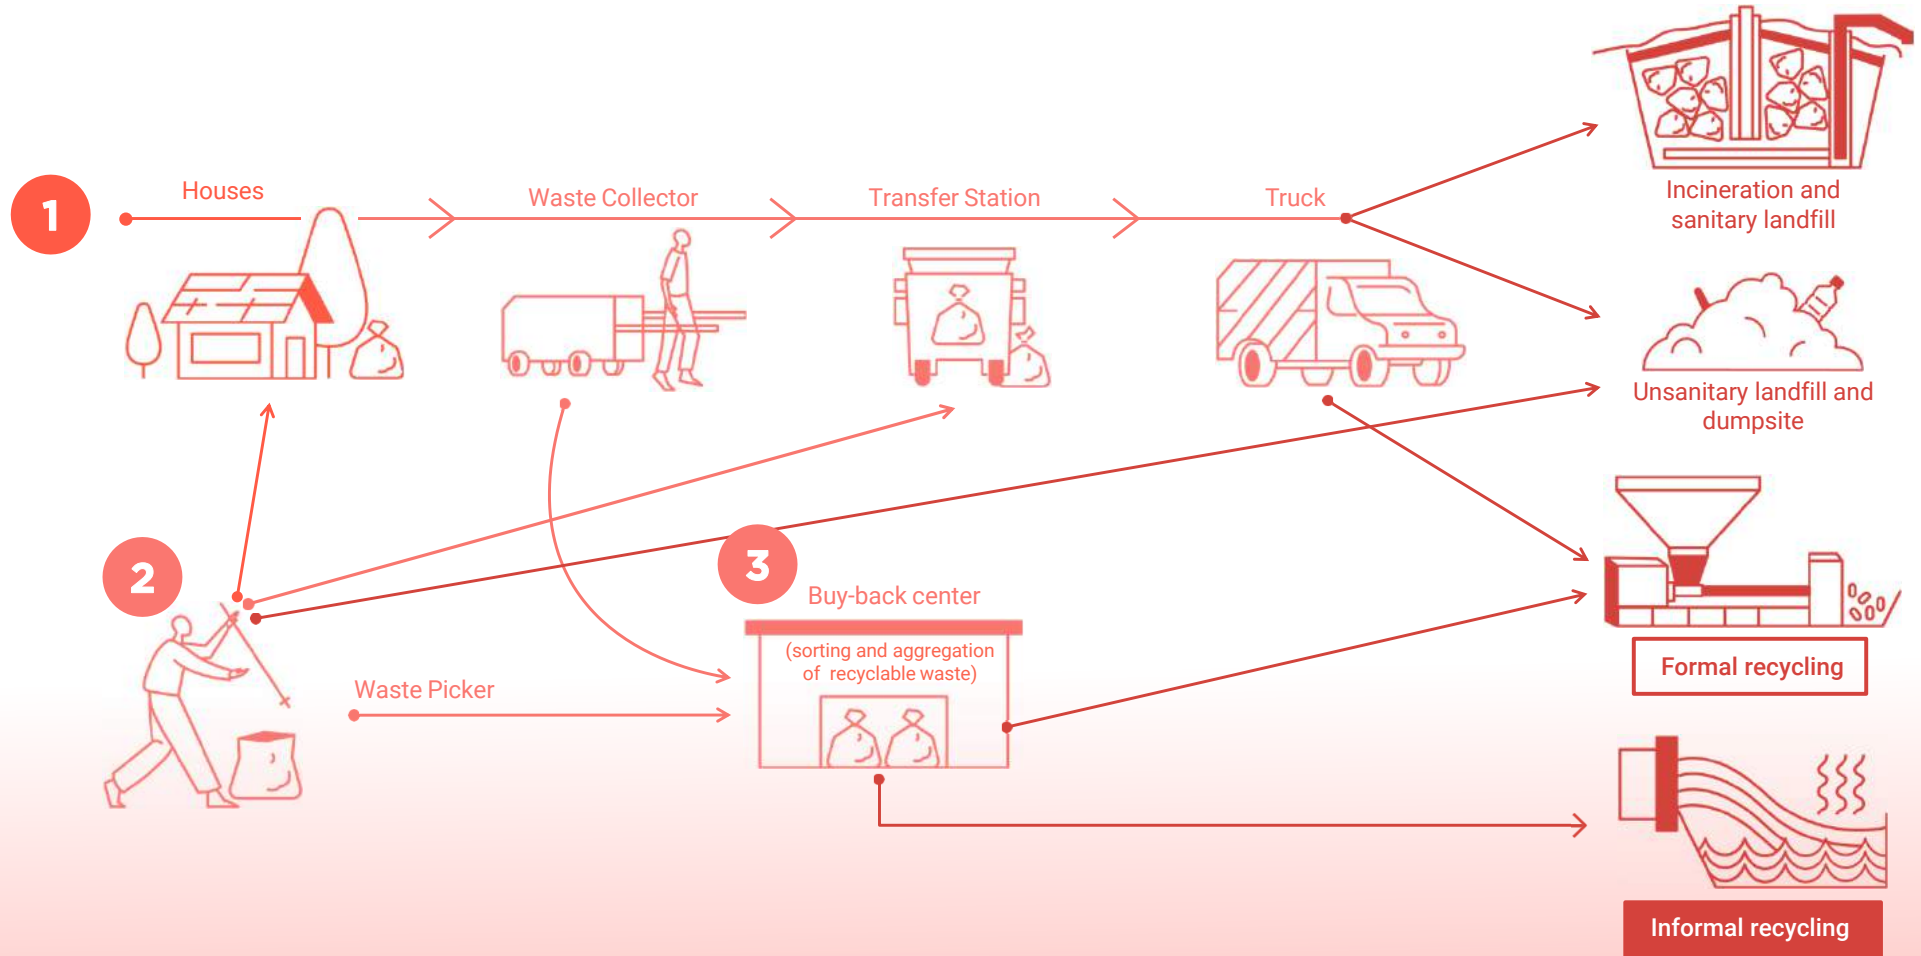 1
Houses
Waste Collector
Transfer Station
Truck
Incineration and
sanitary landfill
Unsanitary landfill and
dumpsite
2
Waste Picker
3
Buy-back center
(sorting and aggregation
of recyclable waste)
Formal recycling
Informal recycling